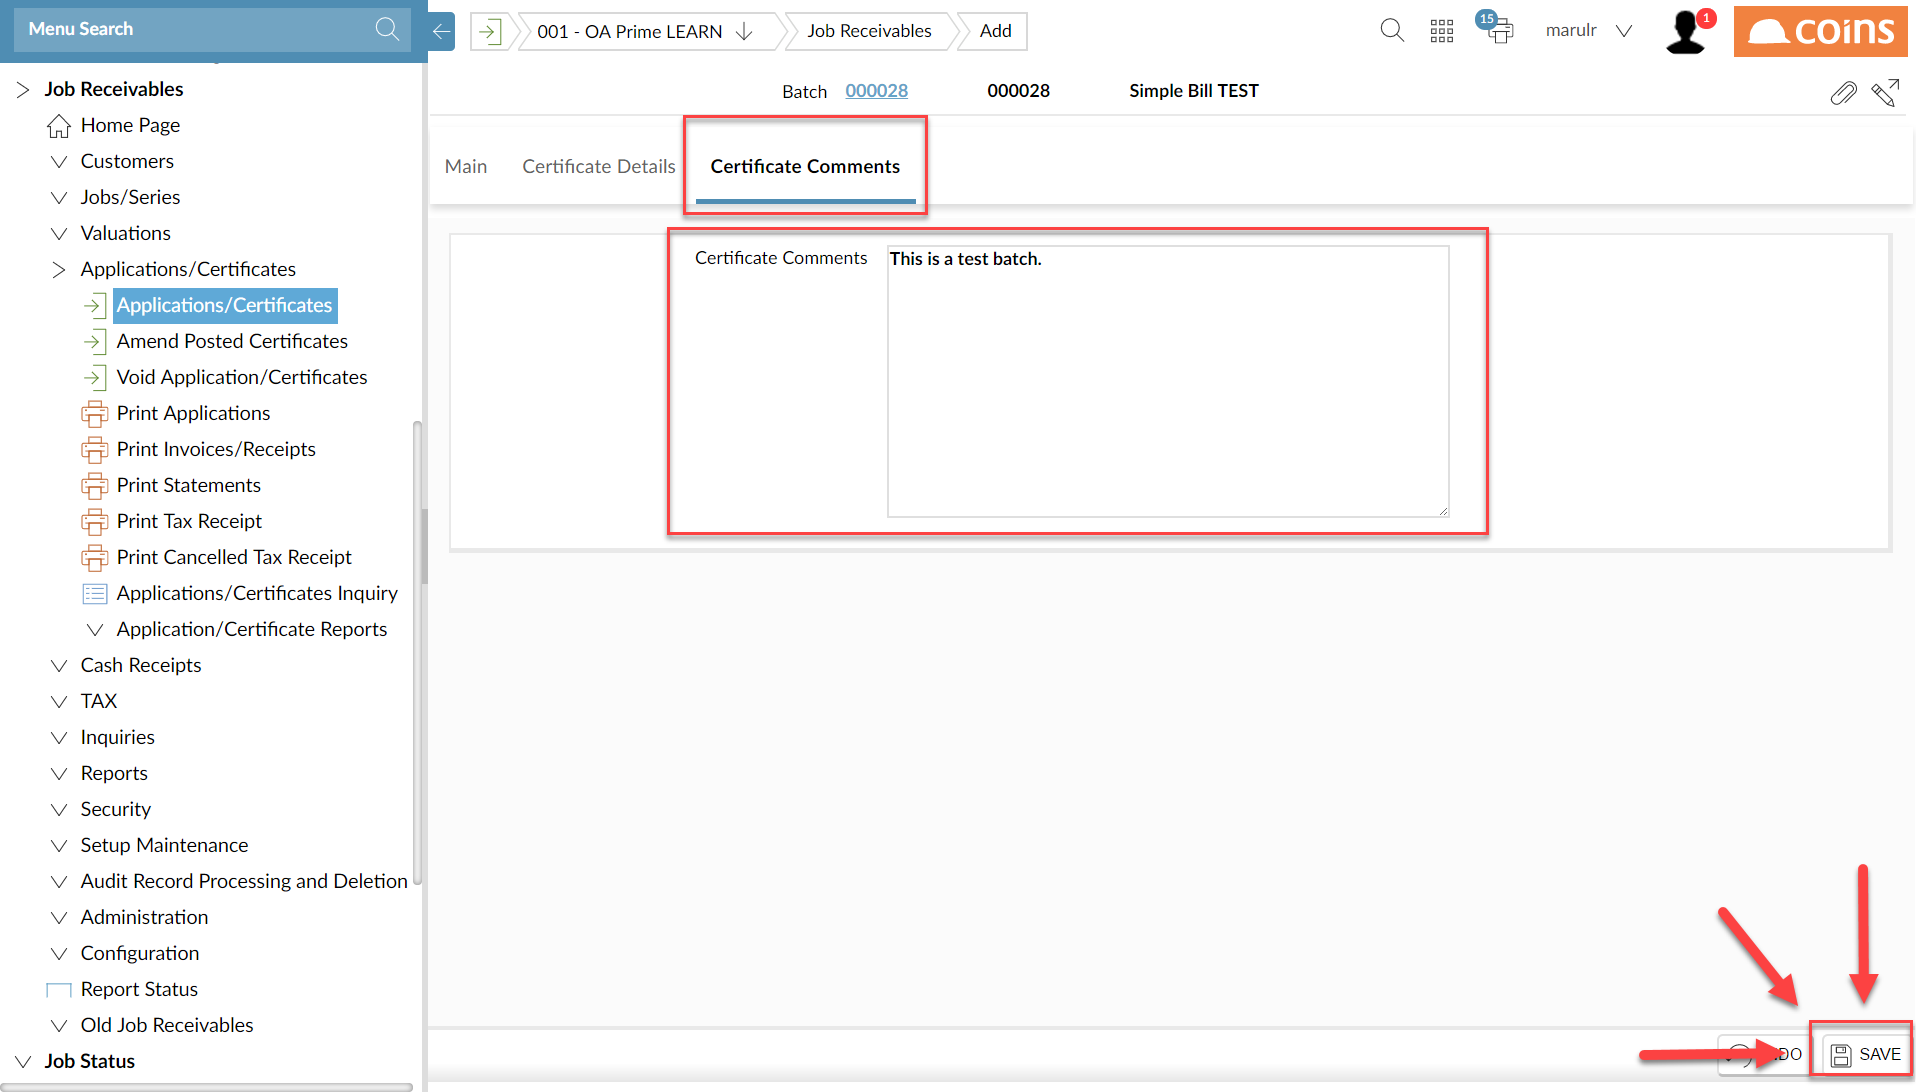 Menu Search
001 - OA Prime LEARN
Job Receivables
Add
15
marulr
1
coins
Job Receivables
Home Page
Customers
Jobs/Series
Valuations
Applications/Certificates
Applications/Certificates
Amend Posted Certificates
Void Application/Certificates
Print Applications
Print Invoices/Receipts
Print Statements
Print Tax Receipt
Print Cancelled Tax Receipt
Applications/Certificates Inquiry
Application/Certificate Reports
Cash Receipts
TAX
Inquiries
Reports
Security
Setup Maintenance
Audit Record Processing and Deletion
Administration
Configuration
Report Status
Old Job Receivables
Job Status
Batch 000028 000028 Simple Bill TEST
Main Certificate Details Certificate Comments
Certificate Comments This is a test batch.
SAVE